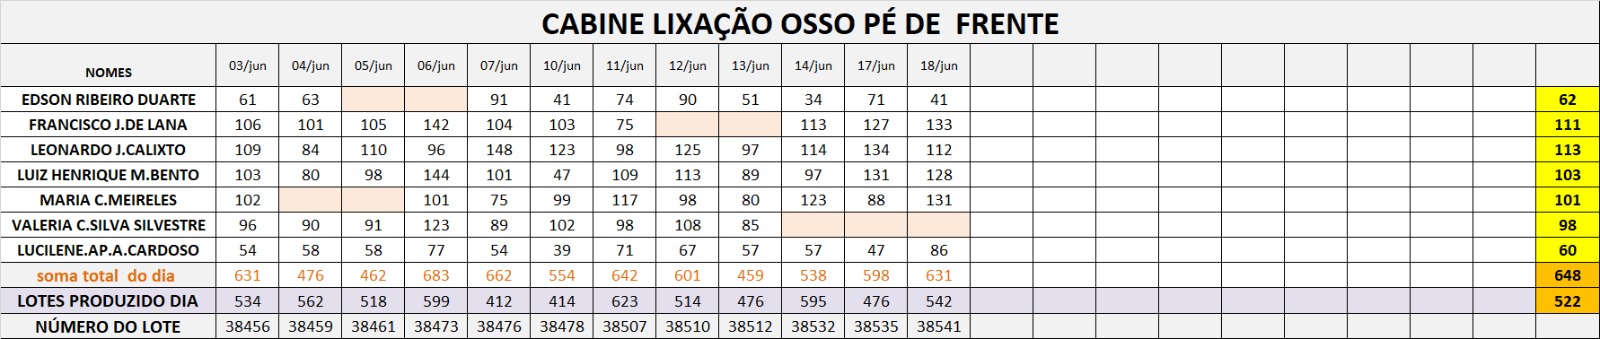 CABINE LIXAÇÃO OSSO PÉ DE  FRENTE
NOMES 03/jun 04/jun 05/jun 06/jun 07/jun 10/jun 11/jun 12/jun 13/jun 14/jun 17/jun 18/jun
EDSON RIBEIRO DUARTE 61 63 91 41 74 90 51 34 71 41 62
FRANCISCO J.DE LANA 106 101 105 142 104 103 75 113 127 133 111
LEONARDO J.CALIXTO 109 84 110 96 148 123 98 125 97 114 134 112 113
LUIZ HENRIQUE M.BENTO 103 80 98 144 101 47 109 113 89 97 131 128 103
MARIA C.MEIRELES 102 101 75 99 117 98 80 123 88 131 101
VALERIA C.SILVA SILVESTRE 96 90 91 123 89 102 98 108 85 98
LUCILENE.AP.A.CARDOSO 54 58 58 77 54 39 71 67 57 57 47 86 60
soma total  do dia 631 476 462 683 662 554 642 601 459 538 598 631 648
LOTES PRODUZIDO DIA 534 562 518 599 412 414 623 514 476 595 476 542 522
NÚMERO DO LOTE 38456 38459 38461 38473 38476 38478 38507 38510 38512 38532 38535 38541